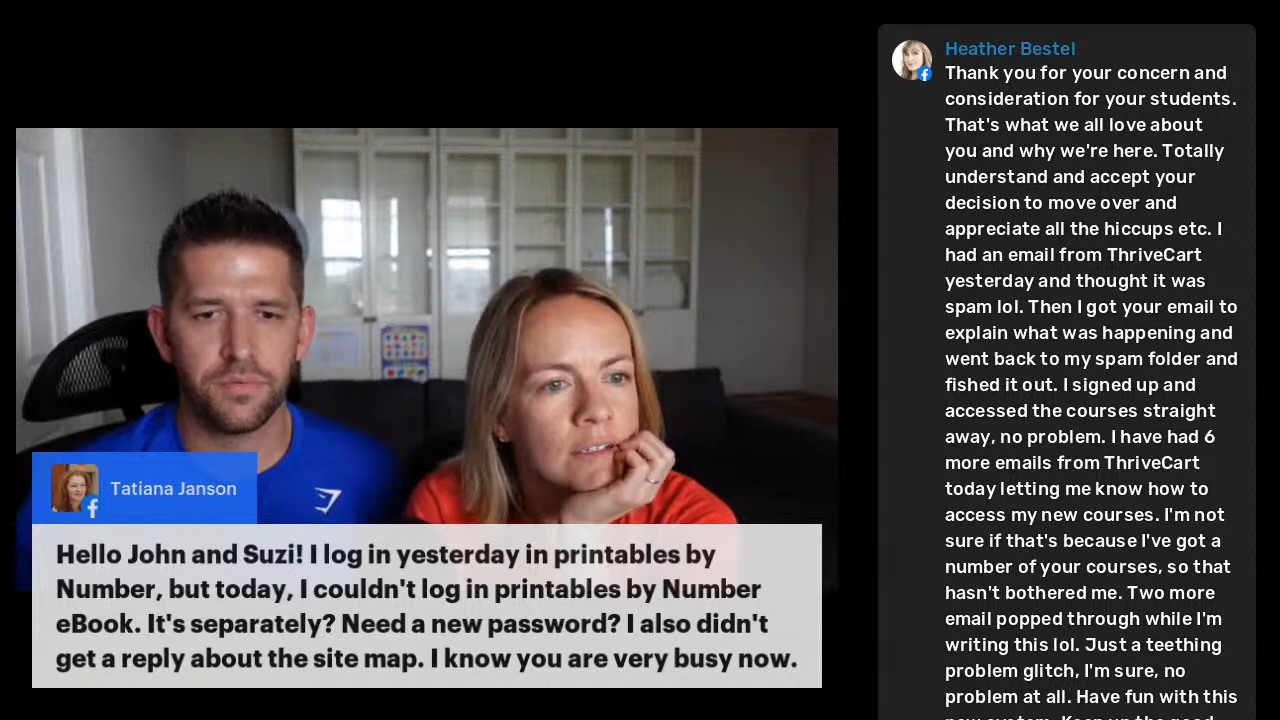 Tatiana Janson
Hello John and Suzi! I log in yesterday in printables by
Number, but today, I couldn't log in printables by Number
eBook. It's separately? Need a new password? I also didn't
get a reply about the site map. I know you are very busy now.
Heather Bestel
Thank you for your concern and
consideration for your students.
That's what we all love about
you and why we're here. Totally
understand and accept your
decision to move over and
appreciate all the hiccups etc. I
had an email from ThriveCart
yesterday and thought it was
spam lol. Then I got your email to
explain what was happening and
went back to my spam folder and
fished it out. I signed up and
accessed the courses straight
away, no problem. I have had 6
more emails from ThriveCart
today letting me know how to
access my new courses. I'm not
sure if that's because I've got a
number of your courses, so that
hasn't bothered me. Two more
email popped through while I'm
writing this lol. Just a teething
problem glitch, I'm sure, no
problem at all. Have fun with this